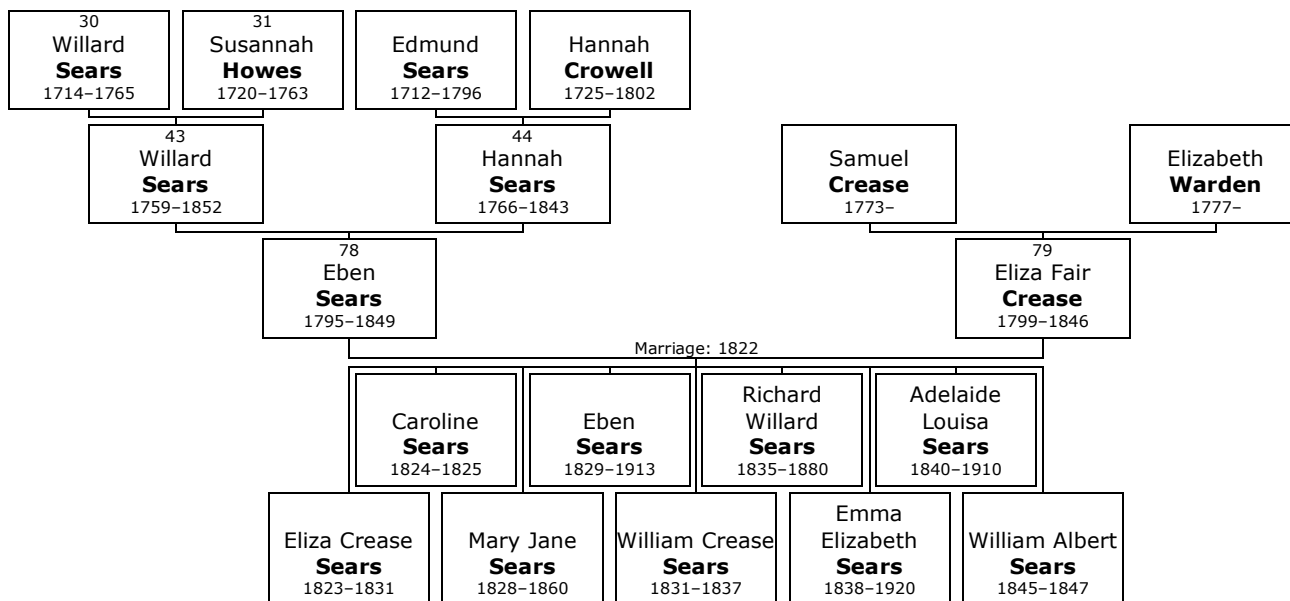 30
Willard
Sears
1714–1765
31
Susannah
Howes
1720–1763
Edmund
Sears
1712–1796
Hannah
Crowell
1725–1802
43
Willard
Sears
1759–1852
44
Hannah
Sears
1766–1843
Samuel
Crease
1773–
Elizabeth
Warden
1777–
78
Eben
Sears
1795–1849
79
Eliza Fair
Crease
1799–1846
Marriage: 1822
Caroline
Sears
1824–1825
Eben
Sears
1829–1913
Richard
Willard
Sears
1835–1880
Adelaide
Louisa
Sears
1840–1910
Eliza Crease
Sears
1823–1831
Mary Jane
Sears
1828–1860
William Crease
Sears
1831–1837
Emma
Elizabeth
Sears
1838–1920
William Albert
Sears
1845–1847